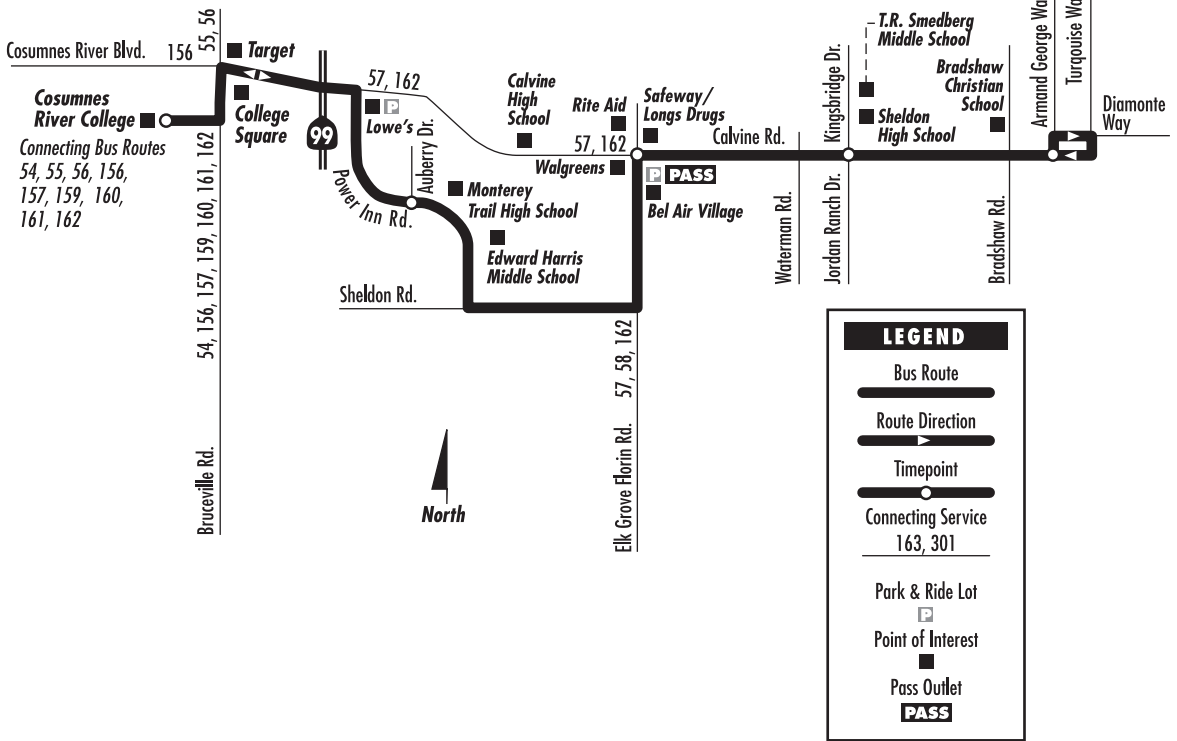 55, 56
Cosumnes River Blvd.
156
Target
Cosumnes
River College
College
Square
Connecting Bus Routes
54, 55, 56, 156,
157, 159, 160,
161, 162
54, 156, 157, 159, 160, 161, 162
Bruceville Rd.
99
57, 162
P
Lowe's
Power Inn Rd.
Auberry Dr.
Calvine
High
School
Rite Aid
57, 162
Walgreens
Safeway/
Longs Drugs
P PASS
Bel Air Village
Monterey
Trail High School
Edward Harris
Middle School
Sheldon Rd.
57, 58, 162
Elk Grove Florin Rd.
North
Calvine Rd.
Waterman Rd.
Kingsbridge Dr.
Jordan Ranch Dr.
T.R. Smedberg
Middle School
Sheldon
High School
Bradshaw
Christian
School
Bradshaw Rd.
Armand George Wa
Turqouise Wa
Diamonte
Way
LEGEND
Bus Route
Route Direction
Timepoint
Connecting Service
163, 301
Park & Ride Lot
P
Point of Interest
Pass Outlet
PASS